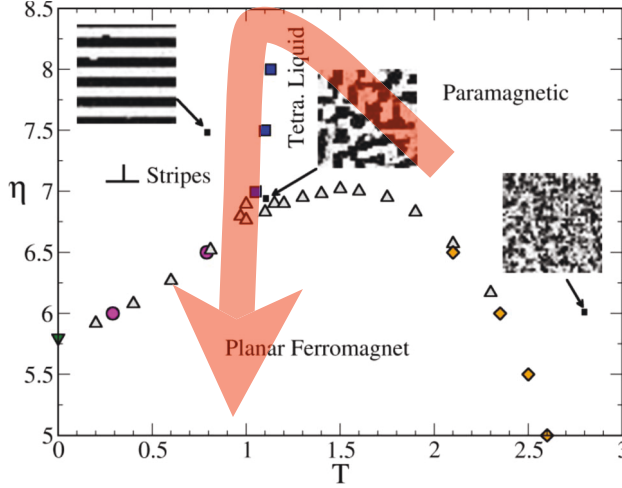 8.5
8
7.5
7
6.5
6
5.5
5
η
Tetra. Liquid
Paramagnetic
⊥ Stripes
Planar Ferromagnet
0
0.5
1
1.5
2
2.5
3
T